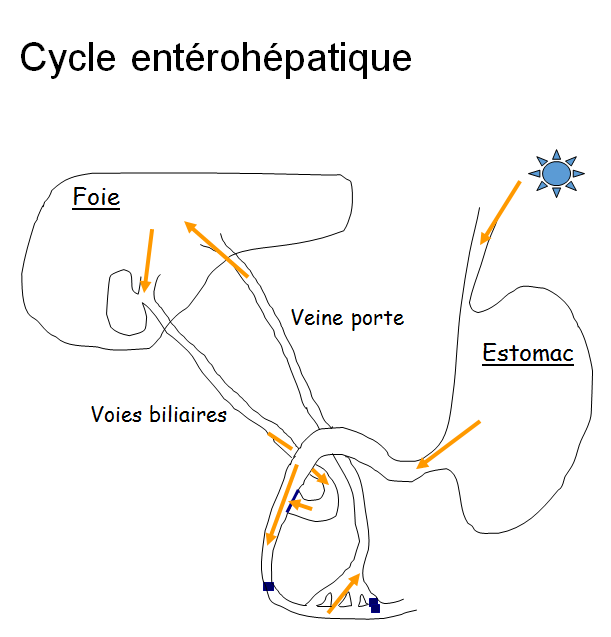 Cycle entérohépatique
Foie
Veine porte
Estomac
Voies biliaires